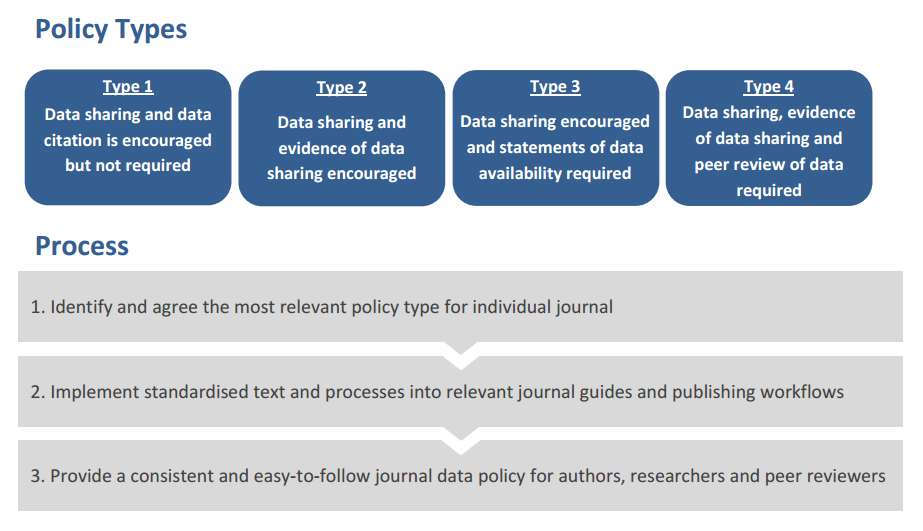 Policy Types
Type 1
Data sharing and data
citation is encouraged
but not required
Type 2
Data sharing and
evidence of data
sharing encouraged
Type 3
Data sharing encouraged
and statements of data
availability required
Type 4
Data sharing, evidence
of data sharing and
peer review of data
required
Process
1. Identify and agree the most relevant policy type for individual journal
2. Implement standardised text and processes into relevant journal guides and publishing workflows
3. Provide a consistent and easy-to-follow journal data policy for authors, researchers and peer reviewers